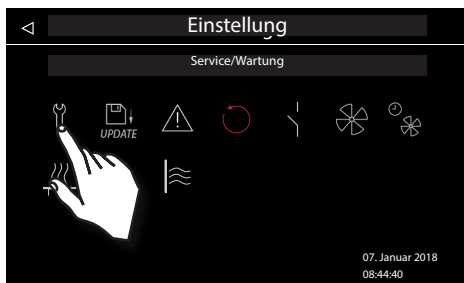 Einstellung
Service/Wartung
UPDATE
07. Januar 2018
08:44:40